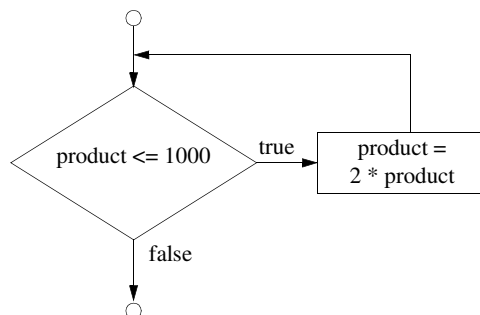 product <= 1000
true
product =
2 * product
false